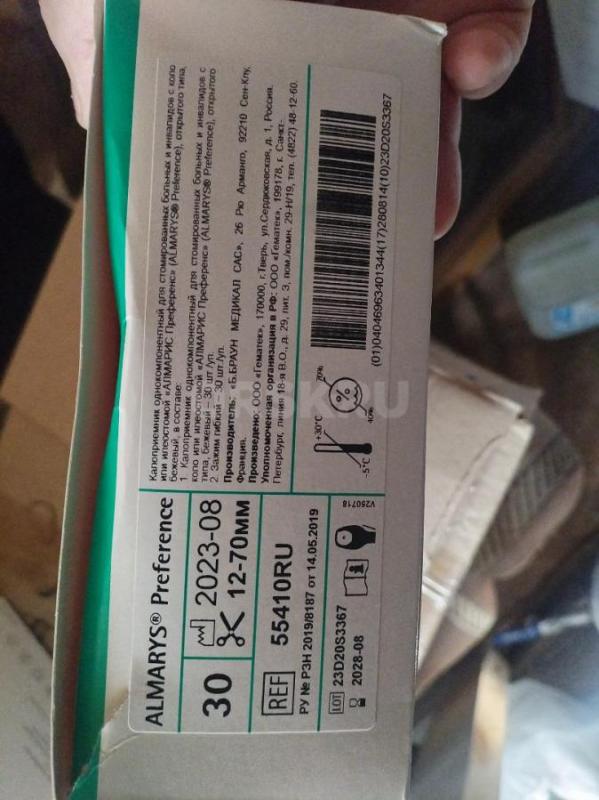 ALMARYS® Preference
30
2023-08
12-70мм
REF
55410RU
РУ № РЗН 2019/8187 от 14.05.2019
LOT 23D20S3367
2028-08
V250718
Калоприемник однокомпонентный для стомированных больных и инвалидов с коло
или илеостомой «АЛМАРИС Преференс» (ALMARYS® Preference), открытого типа,
бежевый, в составе:
1. Калоприемник однокомпонентный для стомированных больных и инвалидов с
коло или илеостомой «АЛМАРИС Преференс» (ALMARYS® Preference), открытого
типа, бежевый – 30 шт./уп.
2. Зажим гибкий – 30 шт./уп.
Производитель: «Б.БРАУН МЕДИКАЛ САС», 26 Рю Арманго, 92210 Сен-Клу,
Франция.
Произведено: ООО «Гематек», 170000, г.Тверь, ул.Сердюковская, д. 1, Россия.
Уполномоченная организация в РФ: ООО «Гематек», 199178, г. Санкт-
Петербург, линия 18-я В.О., д. 29, лит. З, пом./комн. 29-Н/19, тел. (4822) 48-12-60.
-5°C
+30°C
40%
70%
(01)04046963401344(17)280814(10)23D20S3367